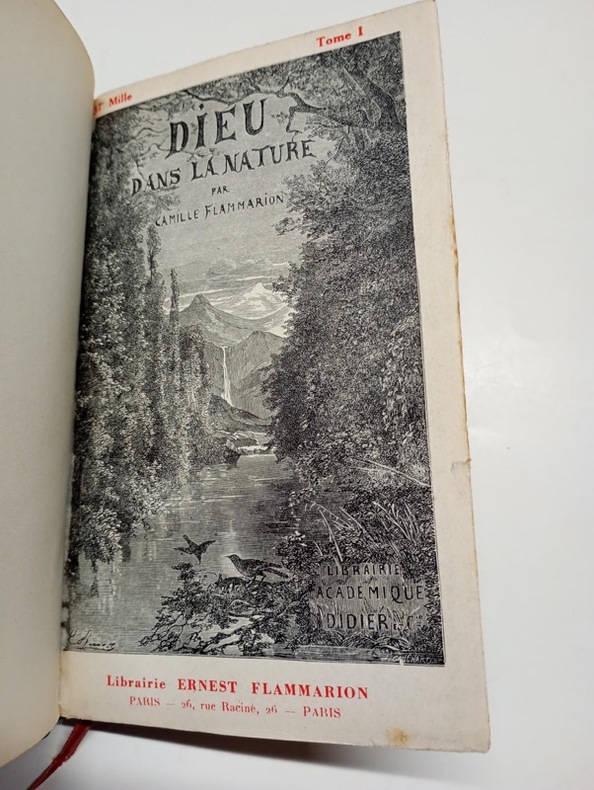 Mille
Tome I
DIEU
DANS LA NATURE
PAR
CAMILLE FLAMMARION
LIBRAIRIE
ACADEMIQUE
DIDIER
Librairie ERNEST FLAMMARION
PARIS — 26, rue Racine, 26 — PARIS